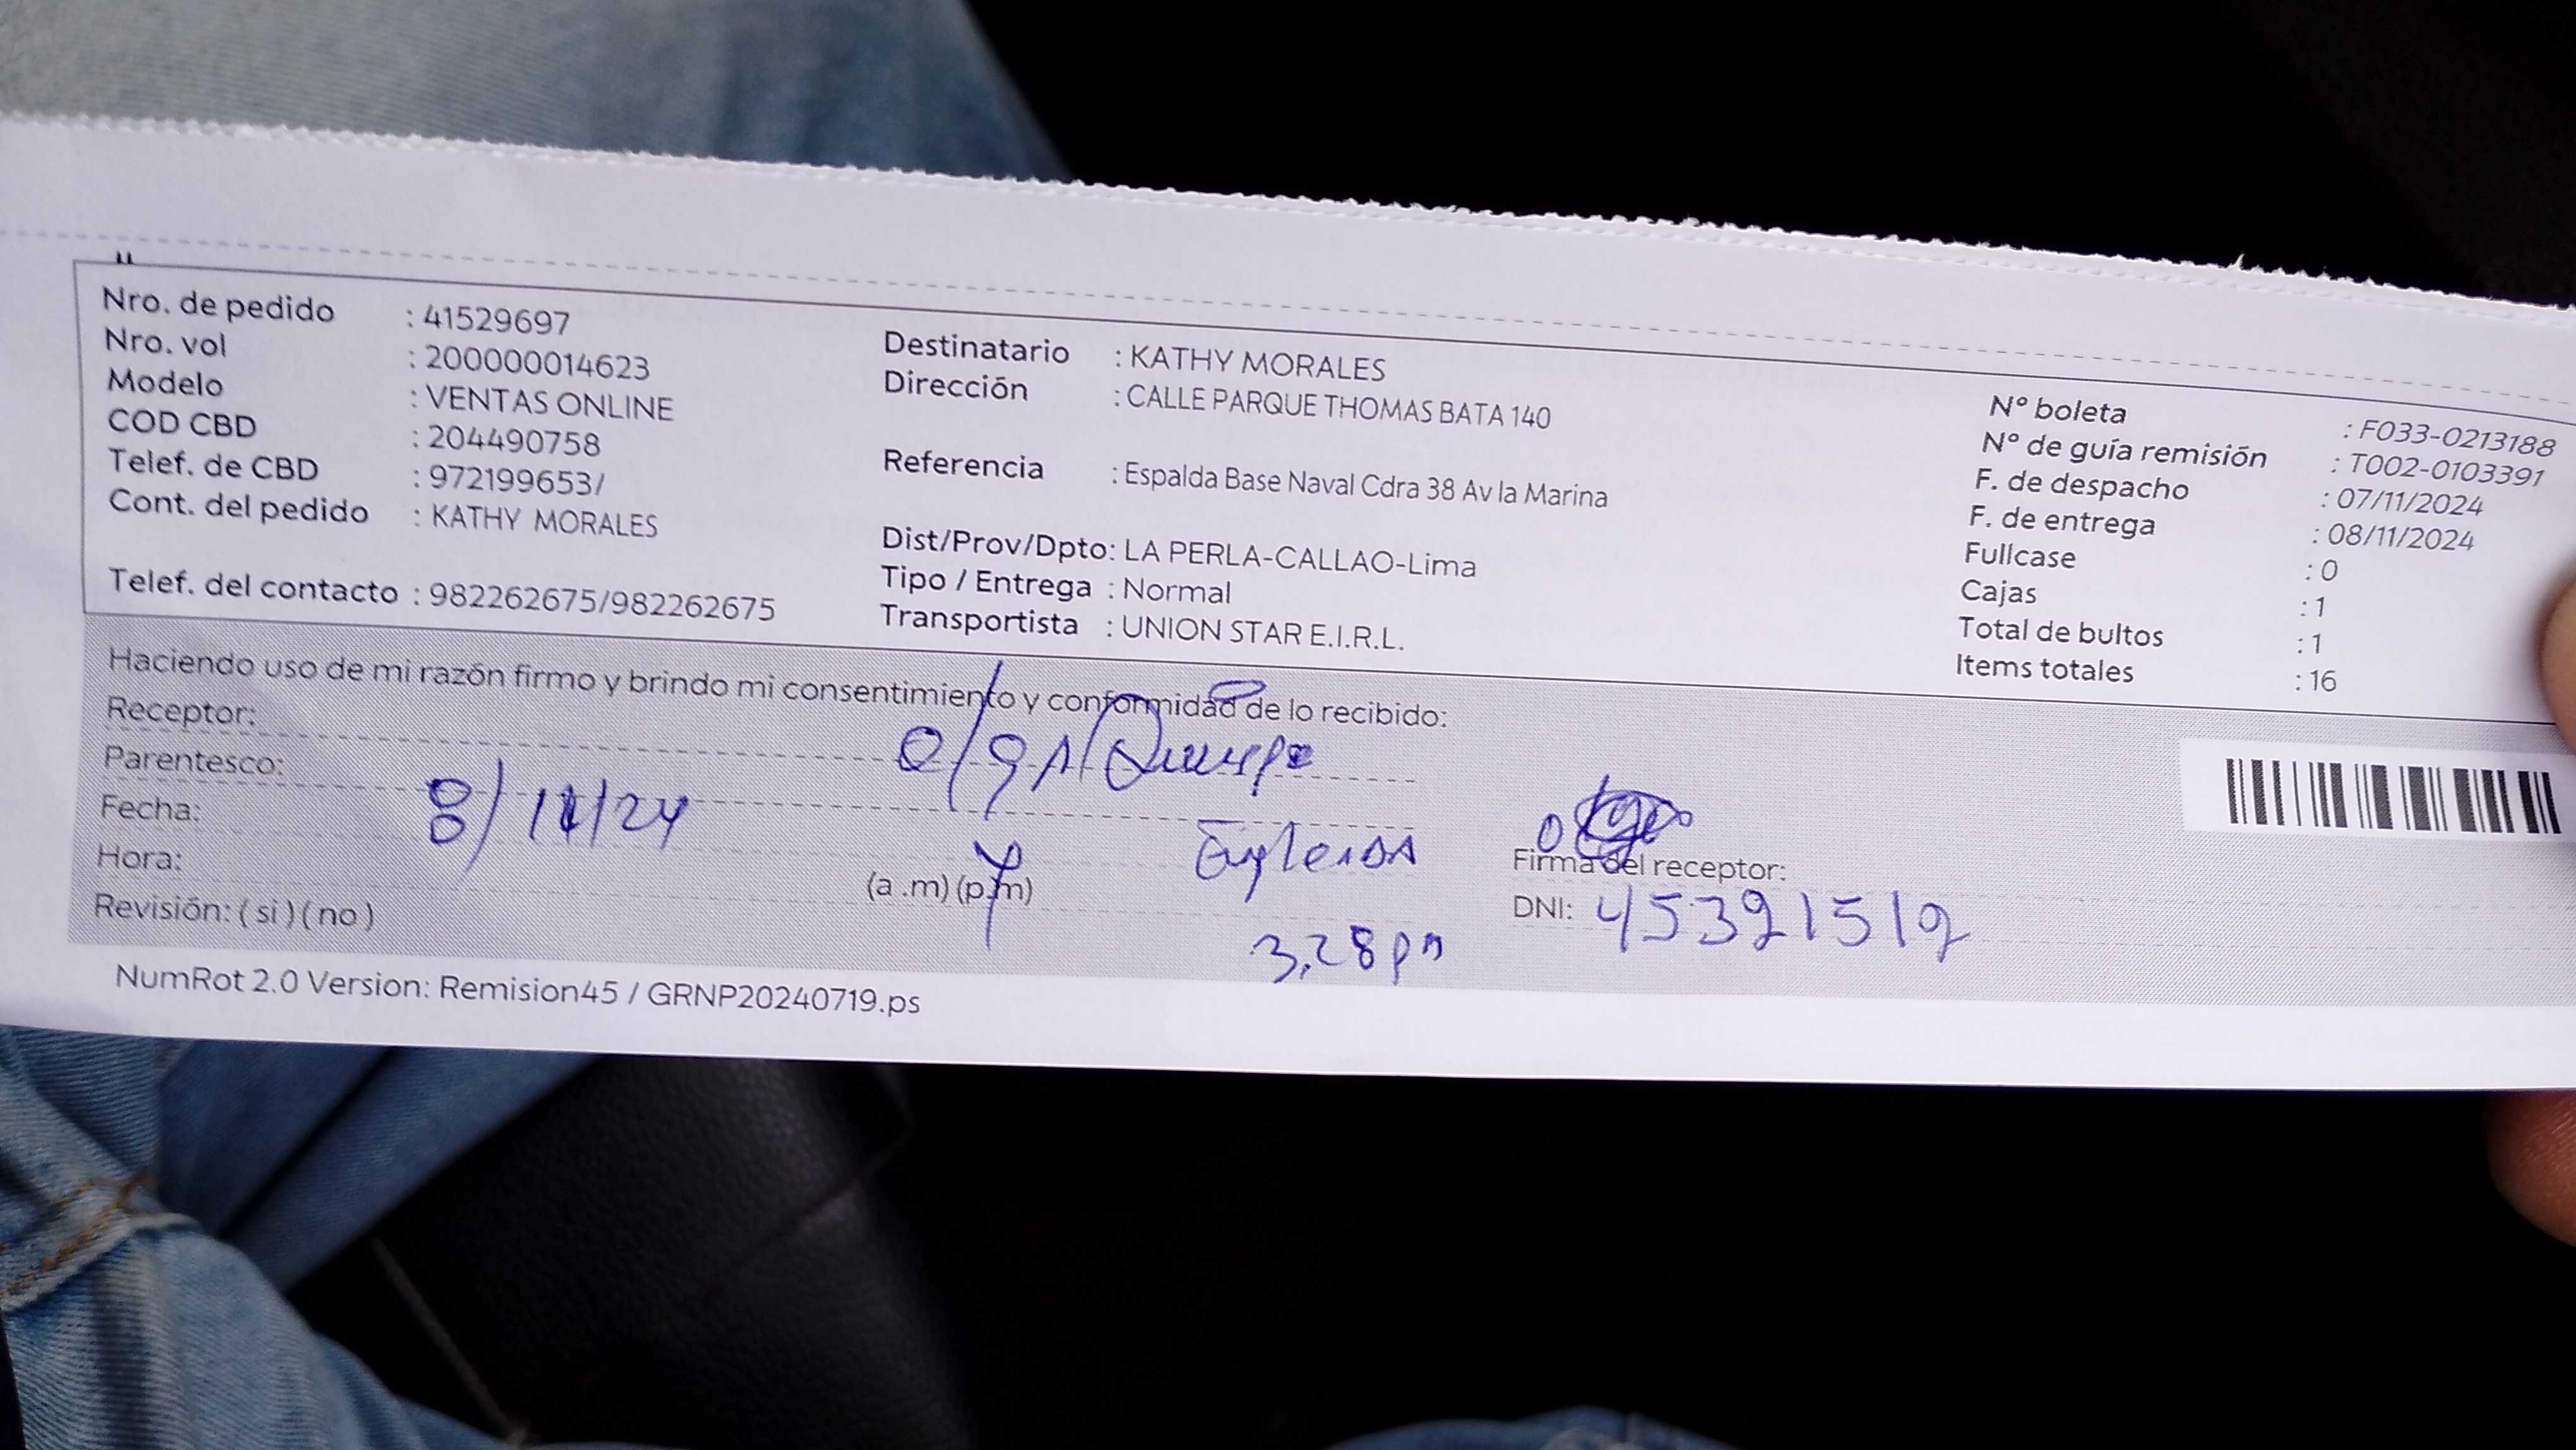 Nro. de pedido : 41529697
Nro. vol : 200000014623
Modelo : VENTAS ONLINE
COD CBD : 204490758
Telef. de CBD : 972199653/
Cont. del pedido : KATHY MORALES
Telef. del contacto : 982262675/982262675
Destinatario : KATHY MORALES
Dirección : CALLE PARQUE THOMAS BATA 140
Referencia : Espalda Base Naval Cdra 38 Av la Marina
Dist/Prov/Dpto: LA PERLA-CALLAO-Lima
Tipo / Entrega : Normal
Transportista : UNION STAR E.I.R.L.
N° boleta : F033-0213188
N° de guía remisión : T002-0103391
F. de despacho : 07/11/2024
F. de entrega : 08/11/2024
Fullcase : 0
Cajas : 1
Total de bultos : 1
Items totales : 16
Haciendo uso de mi razón firmo y brindo mi consentimiento y conformidad de lo recibido:
Receptor: Olga Quispe
Parentesco:
Fecha: 8/11/24
Hora: (a.m) (p.m) 3,28 pm
Revisión: ( si ) ( no )
Firma del receptor:
DNI: 45391519
NumRot 2.0 Version: Remision45 / GRNP20240719.ps